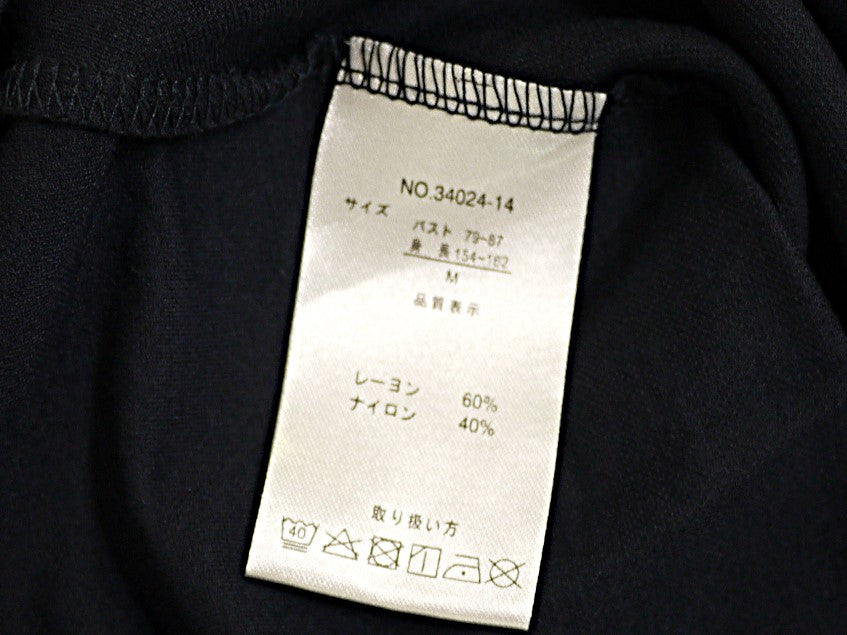 NO.34024-14
サイズ
バスト 79~87
身 長 154~162
M
品質表示
レーヨン 60%
ナイロン 40%
取り扱い方
40